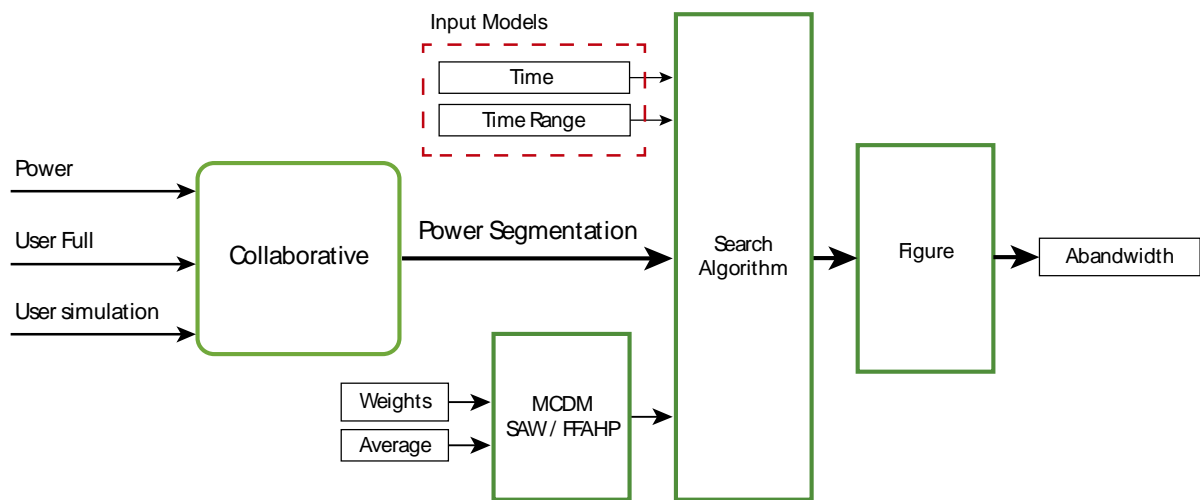 Input Models
Time
Time Range
Power
User Full
User simulation
Collaborative
Power Segmentation
Search
Algorithm
Figure
Abandwidth
Weights
Average
MCDM
SAW / FFAHP